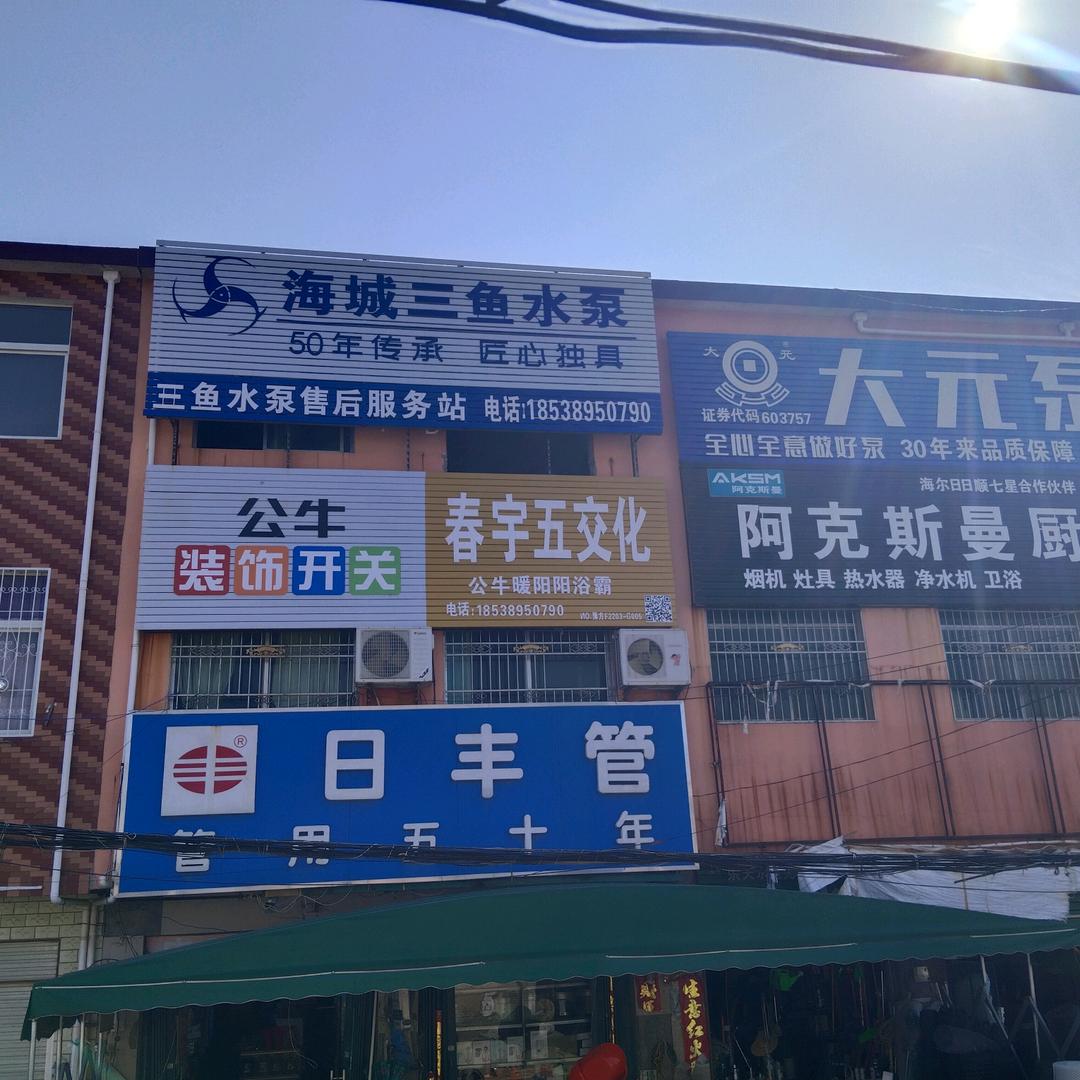 海城三鱼水泵
50年传承 匠心独具
三鱼水泵售后服务站 电话:18538950790
公牛
装饰开关
春宇五交化
公牛暖阳阳浴霸
电话:18538950790
日丰管
管用五十年
大元
证券代码603757
大元泵
全心全意做好泵 30年来品质保障
AKSM
阿克斯曼
海尔日日顺七星合作伙伴
阿克斯曼厨
烟机 灶具 热水器 净水机 卫浴
生意红火